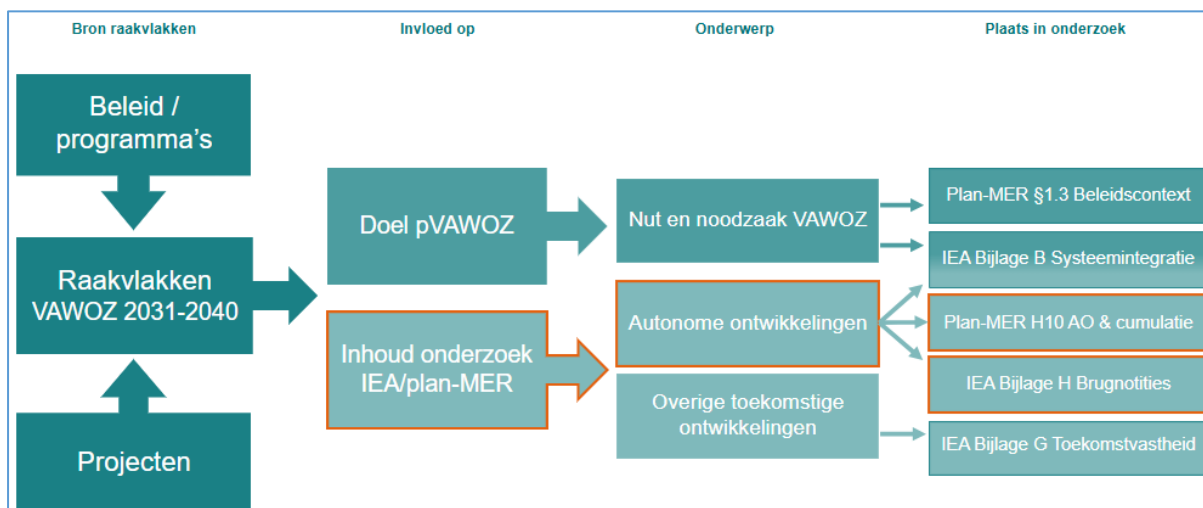 Bron raakvlakken
Invloed op
Onderwerp
Plaats in onderzoek
Beleid /
programma's
Raakvlakken
VAWOZ 2031-2040
Projecten
Doel pVAWOZ
Inhoud onderzoek
IEA/plan-MER
Nut en noodzaak VAWOZ
Autonome ontwikkelingen
Overige toekomstige
ontwikkelingen
Plan-MER §1.3 Beleidscontext
IEA Bijlage B Systeemintegratie
Plan-MER H10 AO & cumulatie
IEA Bijlage H Brugnotities
IEA Bijlage G Toekomstvastheid